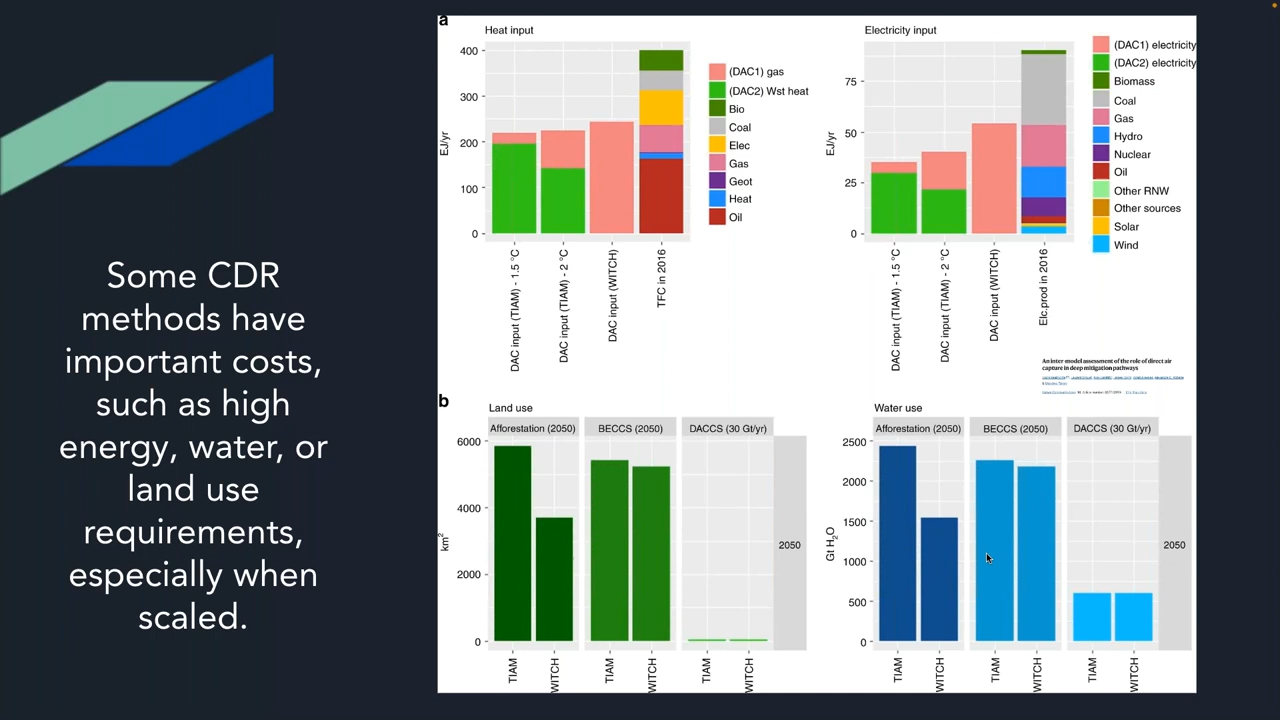 Some CDR
methods have
important costs,
such as high
energy, water, or
land use
requirements,
especially when
scaled.
a
Heat input
EJ/yr
400
300
200
100
0
DAC input (TIAM) - 1.5 °C
DAC input (TIAM) - 2 °C
DAC input (WITCH)
TFC in 2016
(DAC1) gas
(DAC2) Wst heat
Bio
Coal
Elec
Gas
Geot
Heat
Oil
Electricity input
EJ/yr
75
50
25
0
DAC input (TIAM) - 1.5 °C
DAC input (TIAM) - 2 °C
DAC input (WITCH)
Elc.prod in 2016
(DAC1) electricity
(DAC2) electricity
Biomass
Coal
Gas
Hydro
Nuclear
Oil
Other RNW
Other sources
Solar
Wind
An inter-model assessment of the role of direct air
capture in deep mitigation pathways
b
Land use
Afforestation (2050) BECCS (2050) DACCS (30 Gt/yr)
km²
6000
4000
2000
0
2050
TIAM WITCH TIAM WITCH TIAM WITCH
Water use
Afforestation (2050) BECCS (2050) DACCS (30 Gt/yr)
Gt H₂O
2500
2000
1500
1000
500
0
2050
TIAM WITCH TIAM WITCH TIAM WITCH